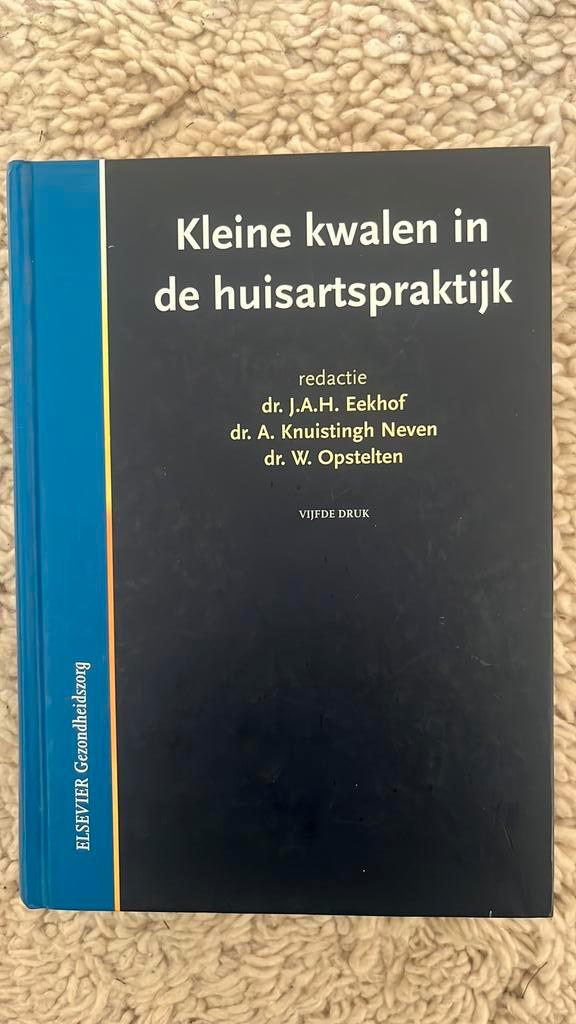 Kleine kwalen in
de huisartspraktijk
redactie
dr. J.A.H. Eekhof
dr. A. Knuistingh Neven
dr. W. Opstelten
VIJFDE DRUK
ELSEVIER Gezondheidszorg